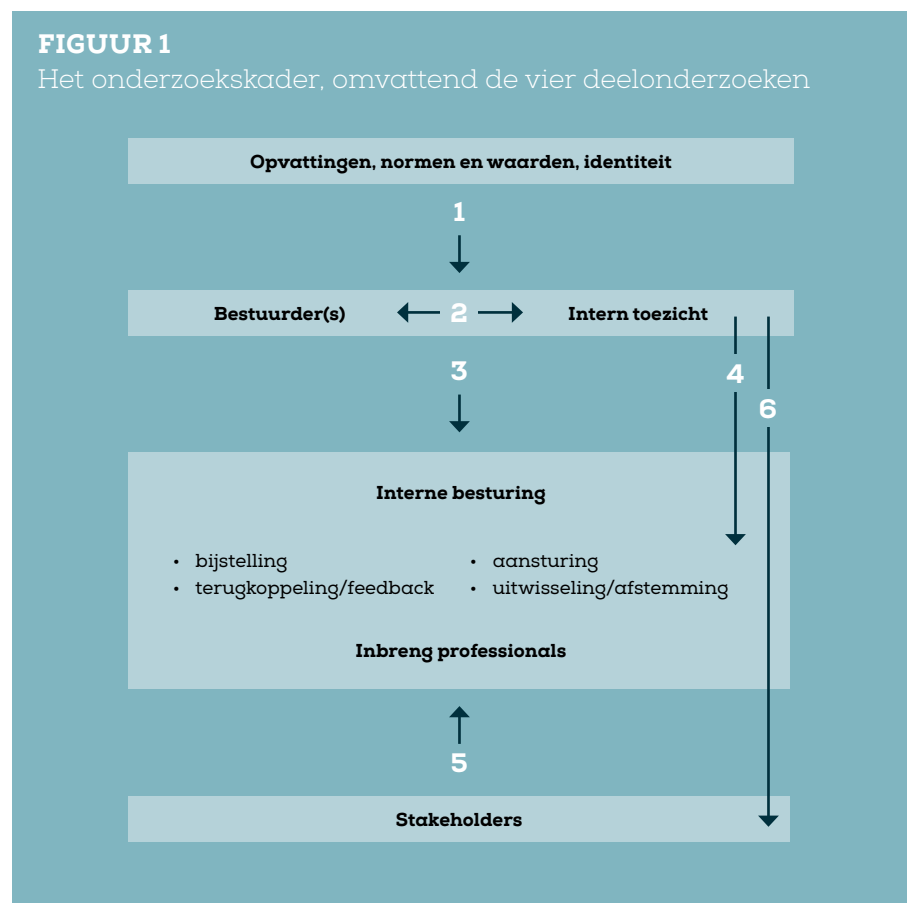 FIGUUR 1
Het onderzoekskader, omvattend de vier deelonderzoeken
Opvattingen, normen en waarden, identiteit
1
Bestuurder(s) 2 Intern toezicht
3
4
6
Interne besturing
• bijstelling
• terugkoppeling/feedback
• aansturing
• uitwisseling/afstemming
Inbreng professionals
5
Stakeholders